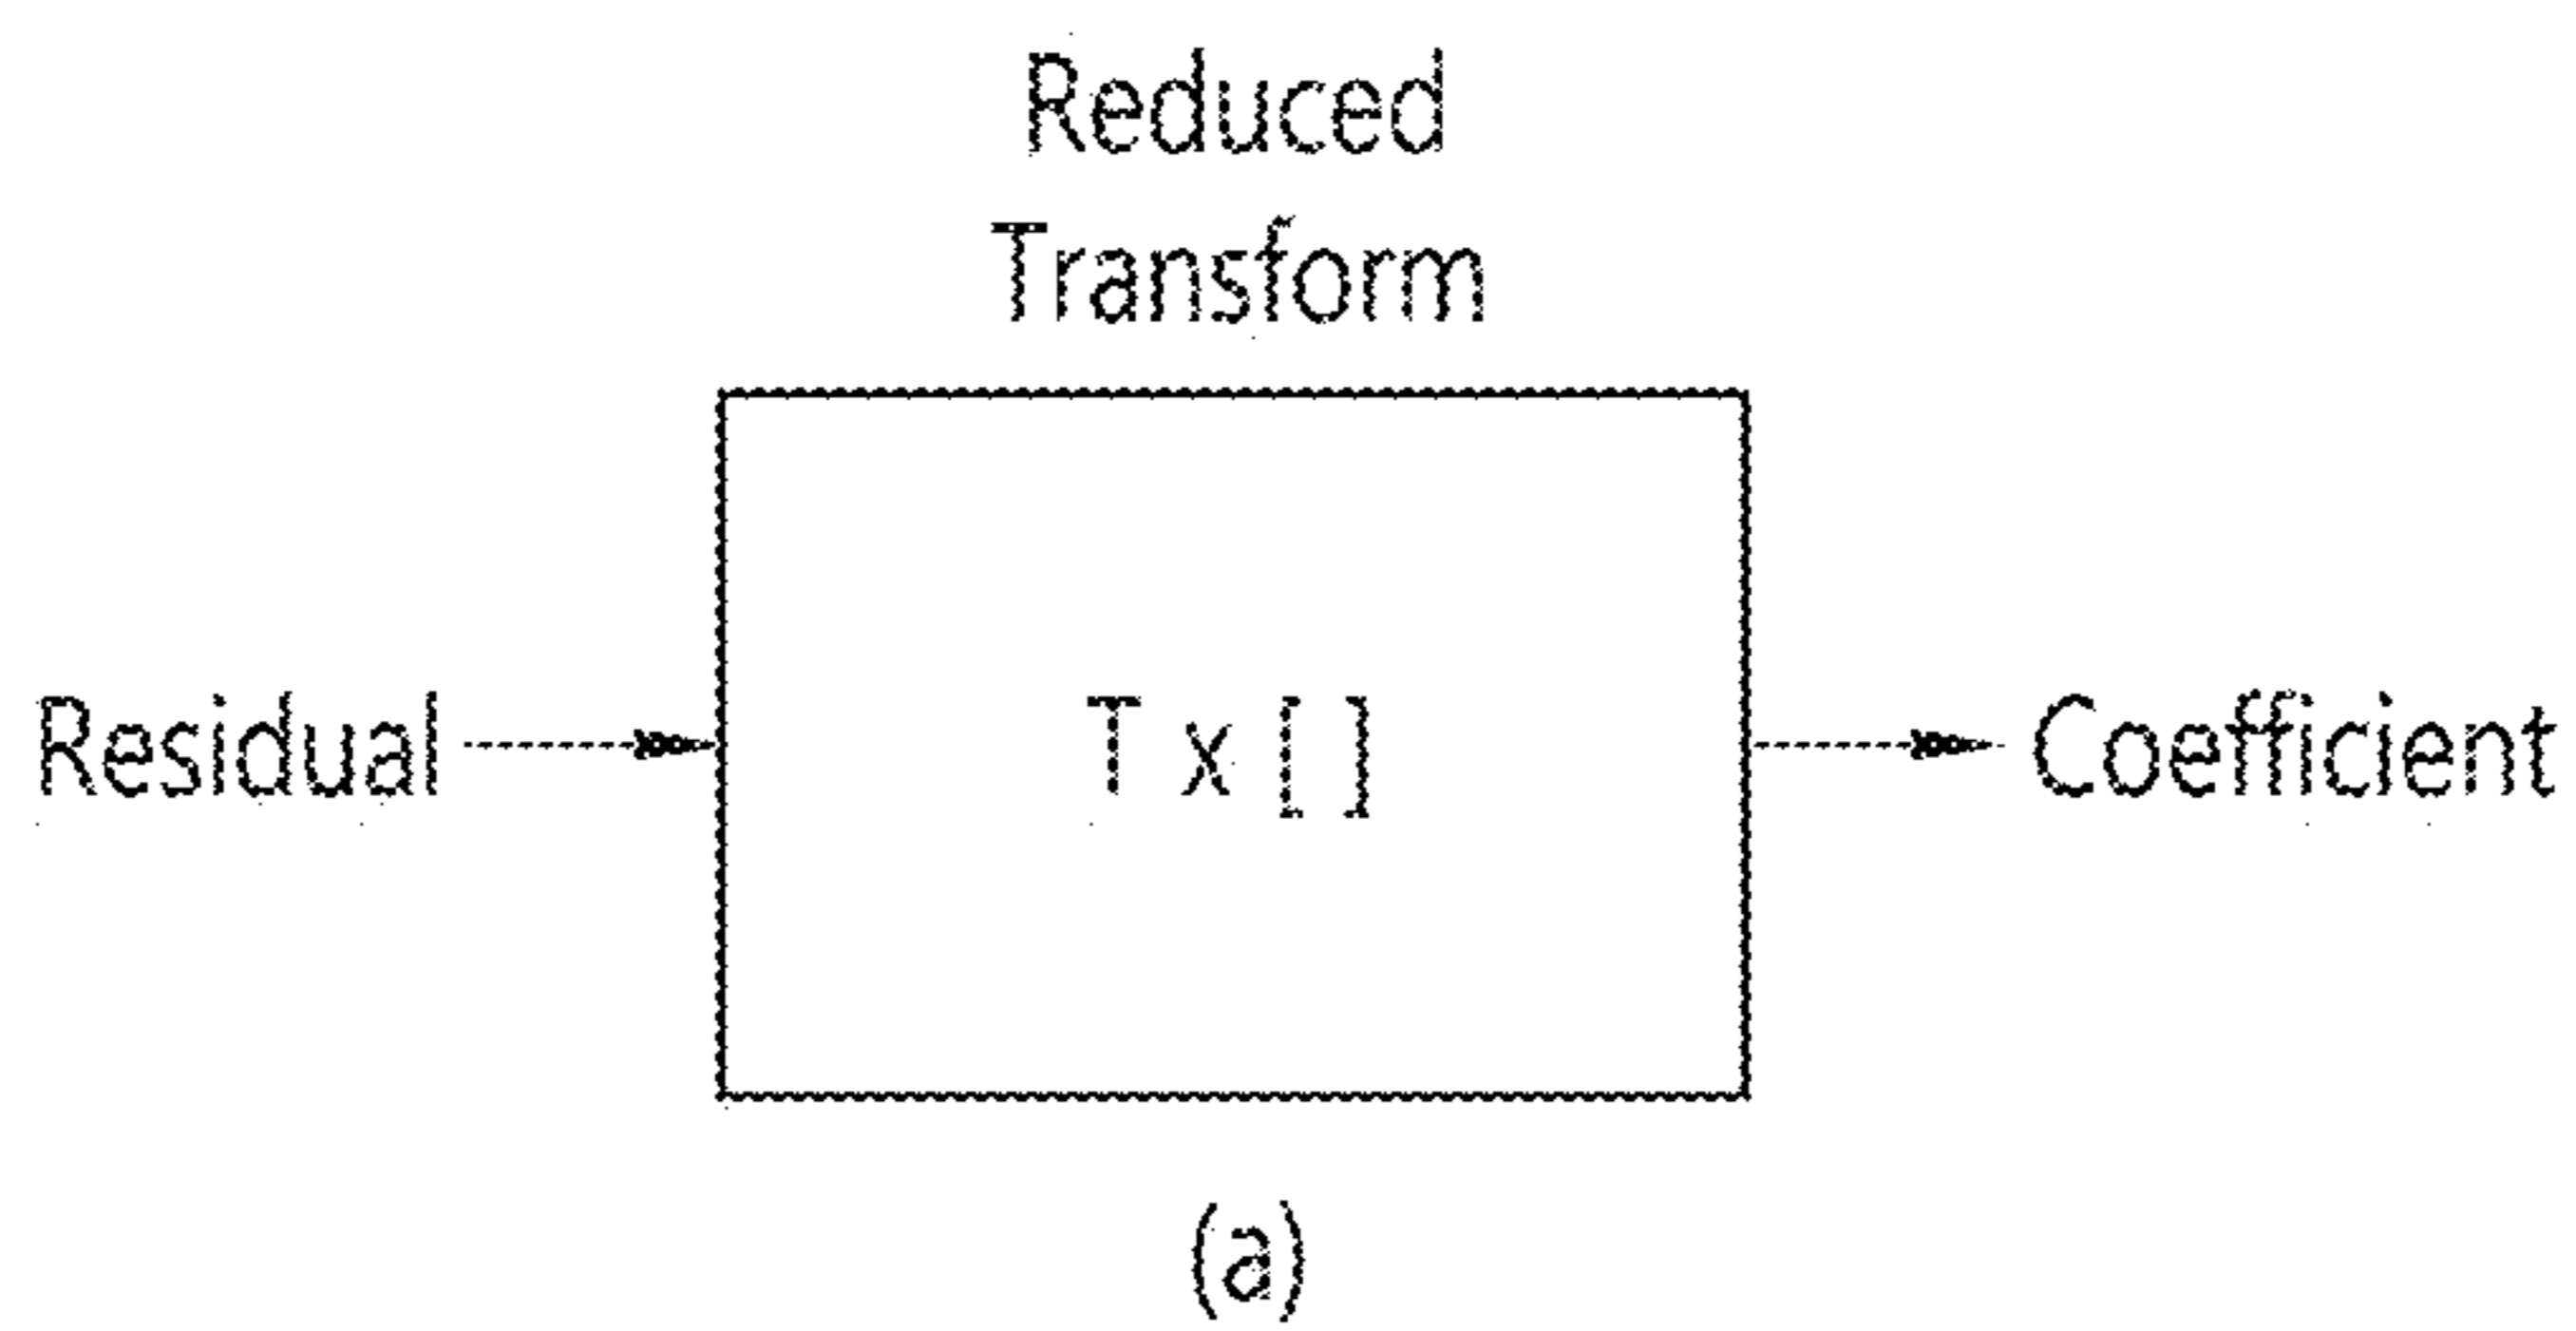 Reduced
Transform
Residual
T x [ ]
Coefficient
(a)